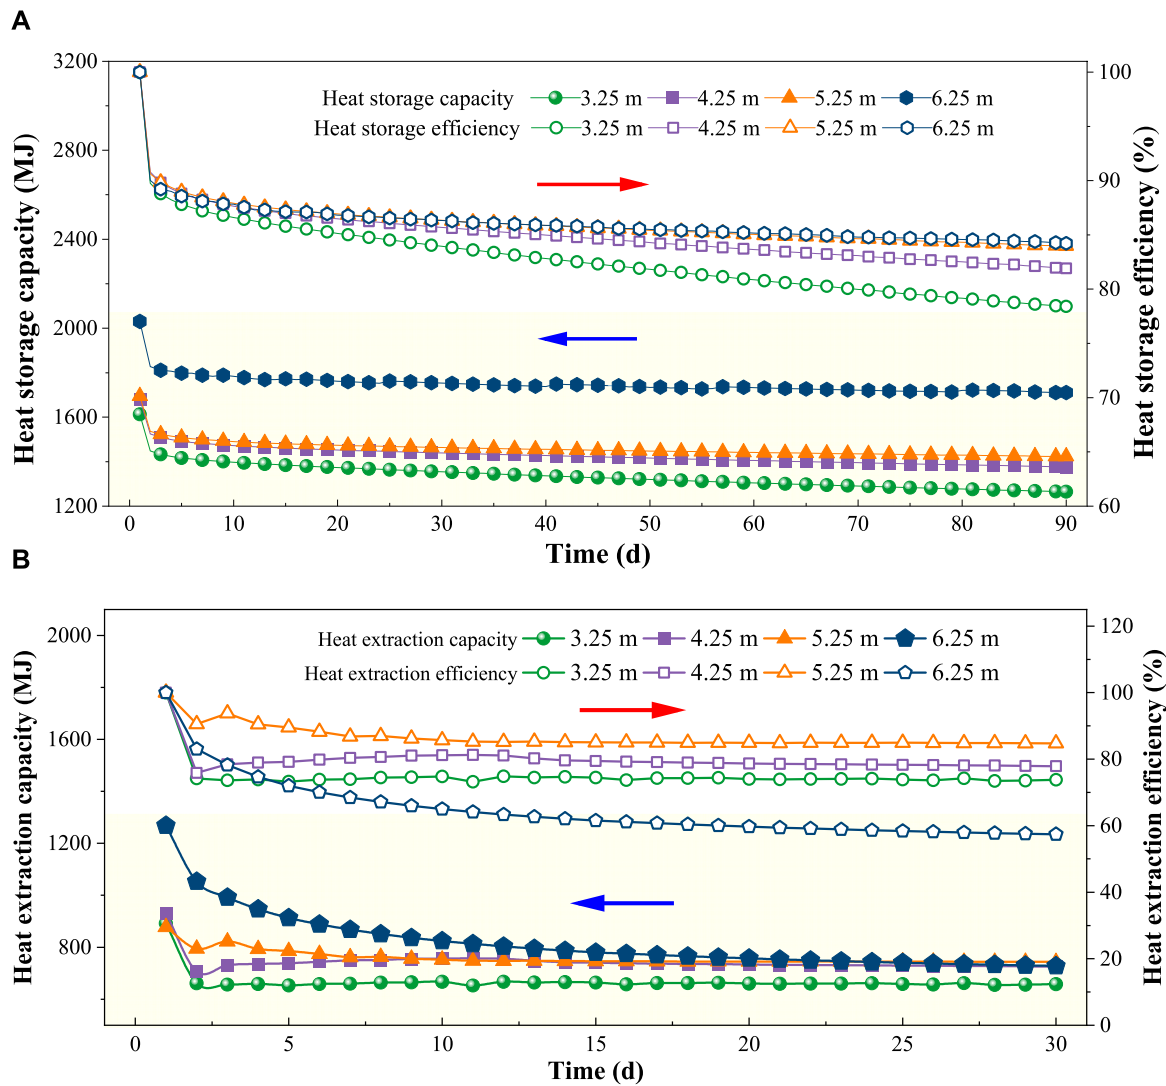 A
Heat storage capacity 3.25 m 4.25 m 5.25 m 6.25 m
Heat storage efficiency 3.25 m 4.25 m 5.25 m 6.25 m
Heat storage capacity (MJ)
3200
2800
2400
2000
1600
1200
Heat storage efficiency (%)
100
90
80
70
60
0 10 20 30 40 50 60 70 80 90
Time (d)
B
Heat extraction capacity 3.25 m 4.25 m 5.25 m 6.25 m
Heat extraction efficiency 3.25 m 4.25 m 5.25 m 6.25 m
Heat extraction capacity (MJ)
2000
1600
1200
800
Heat extraction efficiency (%)
120
100
80
60
40
20
0
0 5 10 15 20 25 30
Time (d)